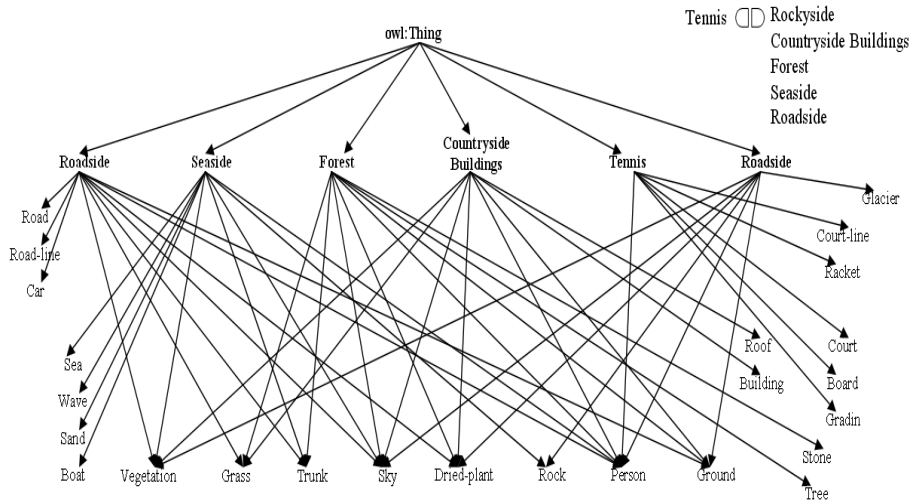 Tennis Rockyside
Countryside Buildings
Forest
Seaside
Roadside
owl:Thing
Roadside Seaside Forest Countryside Buildings Tennis Roadside
Glacier
Road
Court-line
Road-line
Racket
Car
Roof
Court
Sea
Building
Board
Wave
Gradin
Sand
Stone
Boat Vegetation Grass Trunk Sky Dried-plant Rock Person Ground
Tree